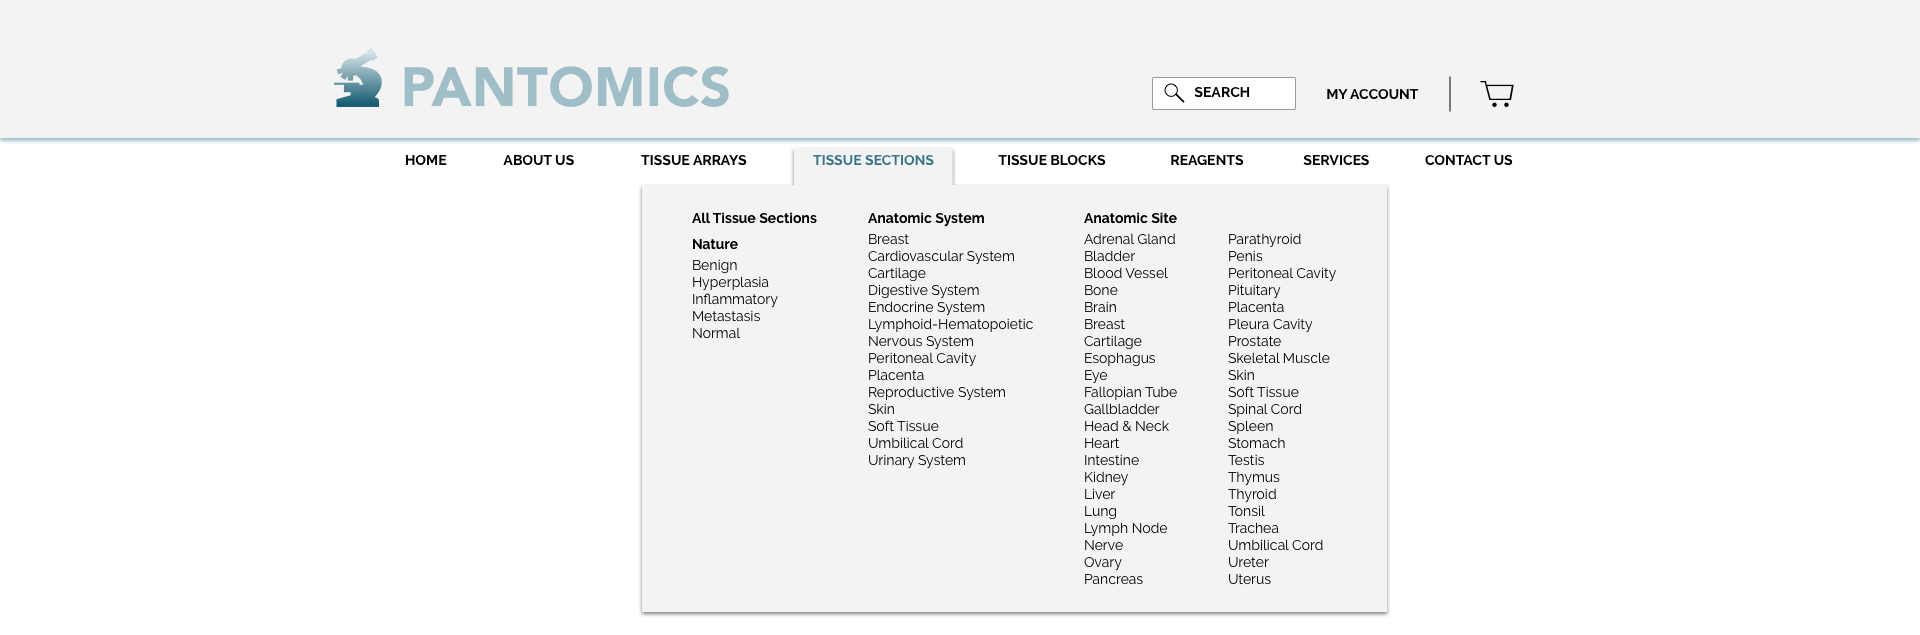 PANTOMICS
SEARCH
MY ACCOUNT
HOME
ABOUT US
TISSUE ARRAYS
TISSUE SECTIONS
TISSUE BLOCKS
REAGENTS
SERVICES
CONTACT US
All Tissue Sections
Nature
Benign
Hyperplasia
Inflammatory
Metastasis
Normal
Anatomic System
Breast
Cardiovascular System
Cartilage
Digestive System
Endocrine System
Lymphoid-Hematopoietic
Nervous System
Peritoneal Cavity
Placenta
Reproductive System
Skin
Soft Tissue
Umbilical Cord
Urinary System
Anatomic Site
Adrenal Gland
Bladder
Blood Vessel
Bone
Brain
Breast
Cartilage
Esophagus
Eye
Fallopian Tube
Gallbladder
Head & Neck
Heart
Intestine
Kidney
Liver
Lung
Lymph Node
Nerve
Ovary
Pancreas
Parathyroid
Penis
Peritoneal Cavity
Pituitary
Placenta
Pleura Cavity
Prostate
Skeletal Muscle
Skin
Soft Tissue
Spinal Cord
Spleen
Stomach
Testis
Thymus
Thyroid
Tonsil
Trachea
Umbilical Cord
Ureter
Uterus